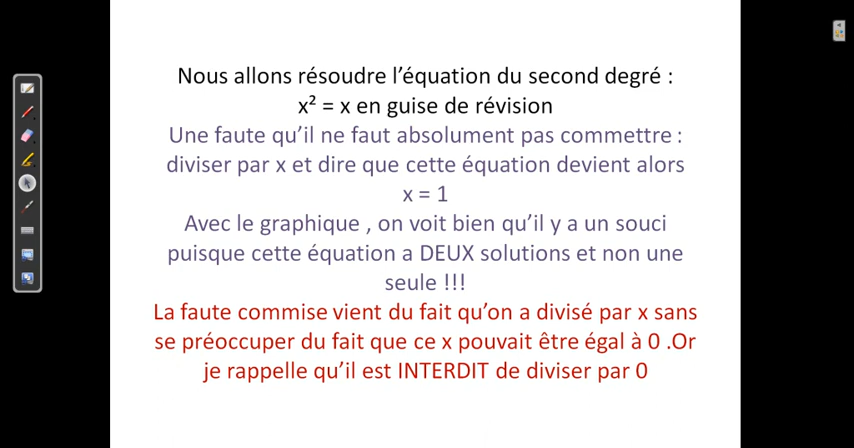 Nous allons résoudre l'équation du second degré :
x² = x en guise de révision
Une faute qu'il ne faut absolument pas commettre :
diviser par x et dire que cette équation devient alors
x = 1
Avec le graphique , on voit bien qu'il y a un souci
puisque cette équation a DEUX solutions et non une
seule !!!
La faute commise vient du fait qu'on a divisé par x sans
se préoccuper du fait que ce x pouvait être égal à 0 .Or
je rappelle qu'il est INTERDIT de diviser par 0